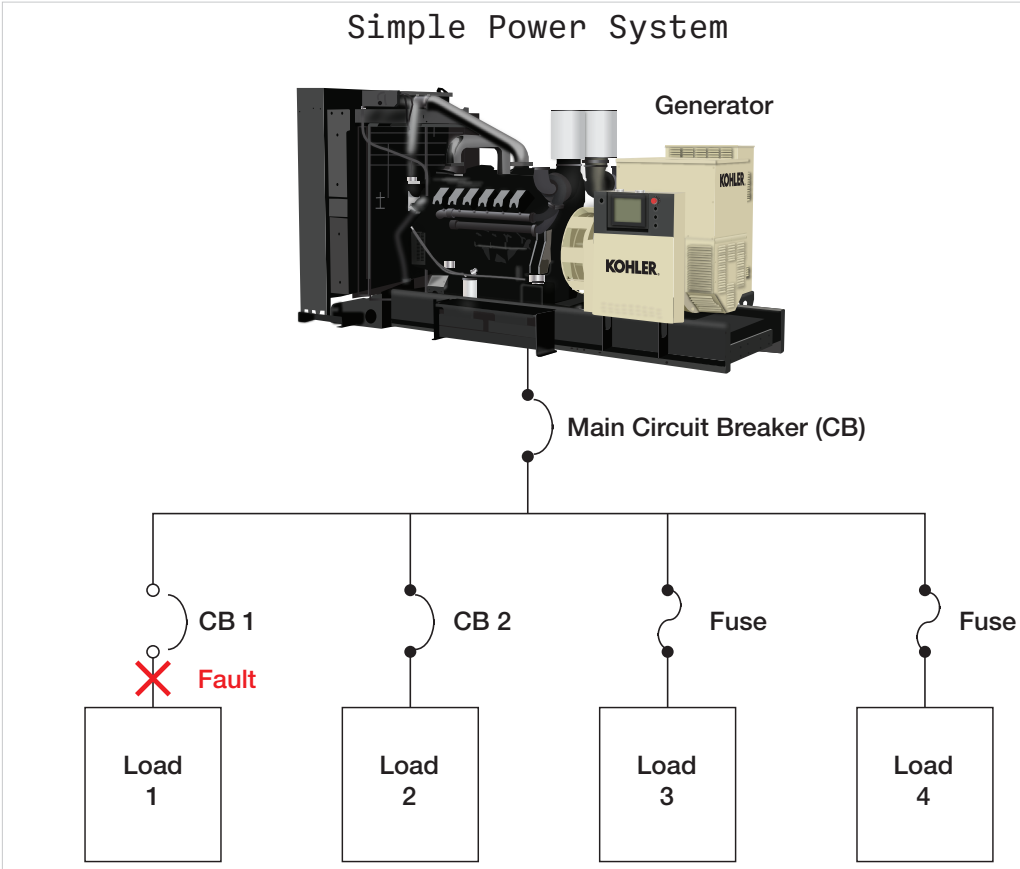 Simple Power System
Generator
KOHLER
KOHLER.
Main Circuit Breaker (CB)
CB 1
CB 2
Fuse
Fuse
Fault
Load
1
Load
2
Load
3
Load
4